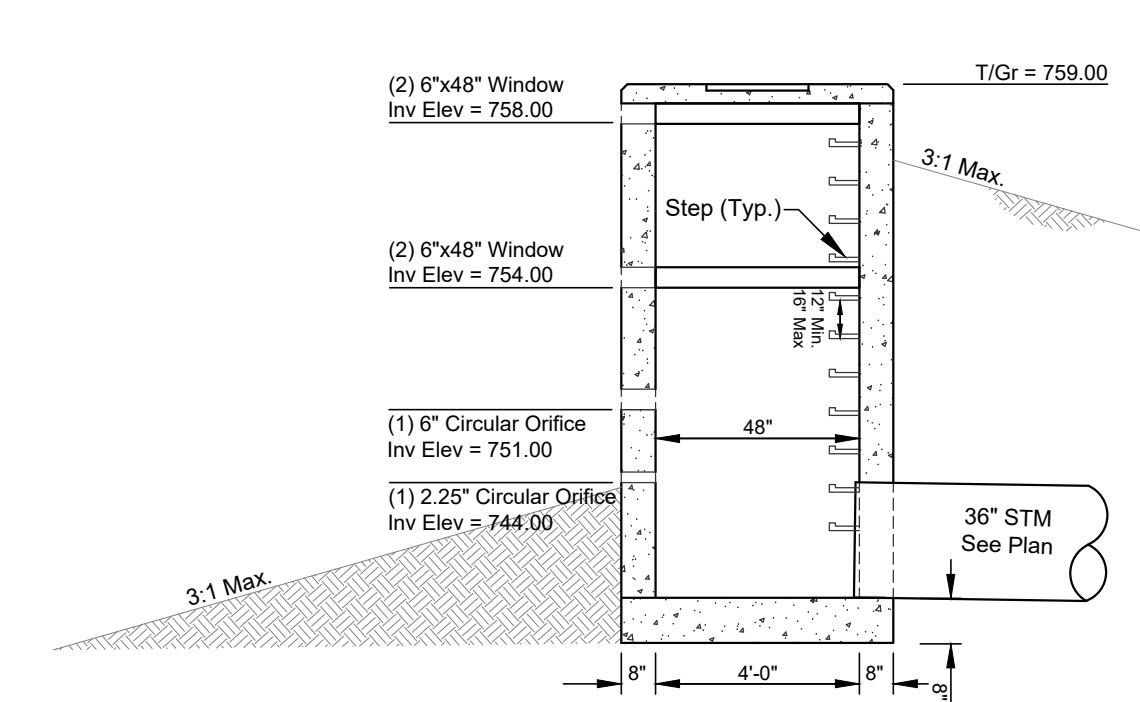 (2) 6"x48" Window
Inv Elev = 758.00
T/Gr = 759.00
3:1 Max.
Step (Typ.)
(2) 6"x48" Window
Inv Elev = 754.00
12" Min.
16" Max
(1) 6" Circular Orifice
Inv Elev = 751.00
48"
(1) 2.25" Circular Orifice
Inv Elev = 744.00
36" STM
See Plan
3:1 Max.
8"
4'-0"
8"
8"